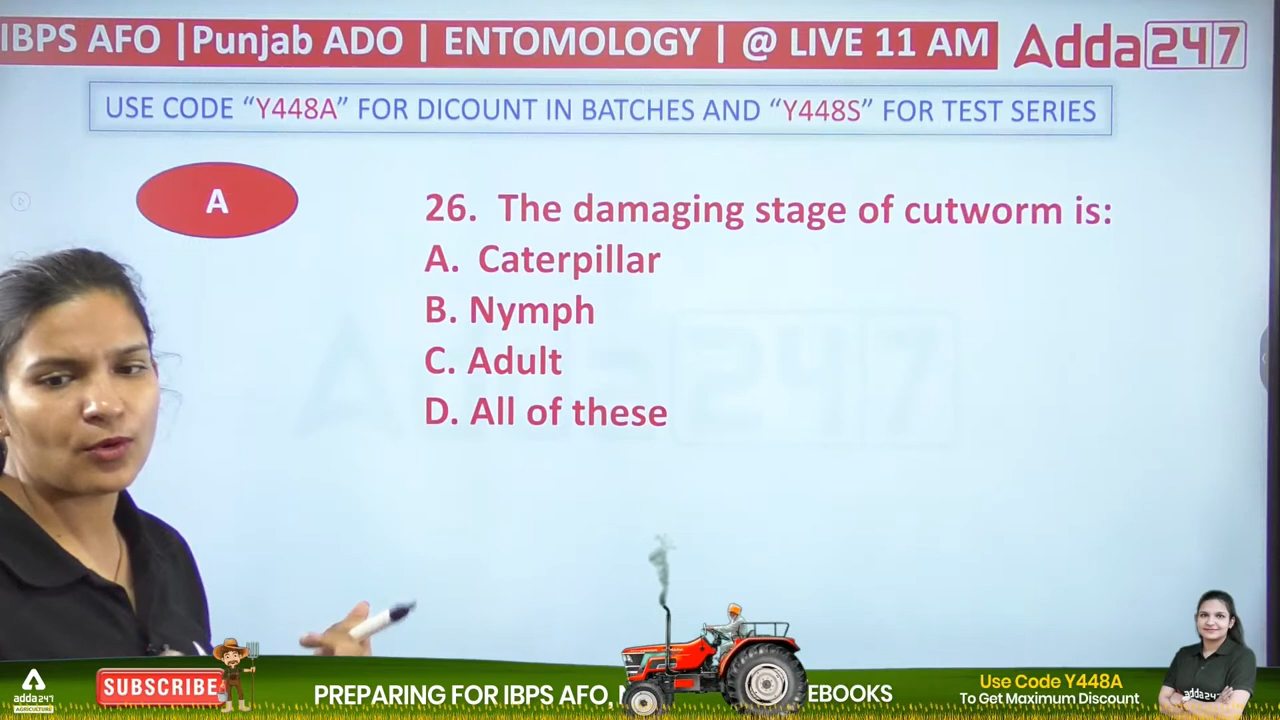 IBPS AFO |Punjab ADO | ENTOMOLOGY | @ LIVE 11 AM
Adda247
USE CODE “Y448A” FOR DICOUNT IN BATCHES AND “Y448S” FOR TEST SERIES
A
26. The damaging stage of cutworm is:
A. Caterpillar
B. Nymph
C. Adult
D. All of these
adda247
AGRICULTURE
SUBSCRIBE
PREPARING FOR IBPS AFO,
EBOOKS
Use Code Y448A
To Get Maximum Discount
adda247